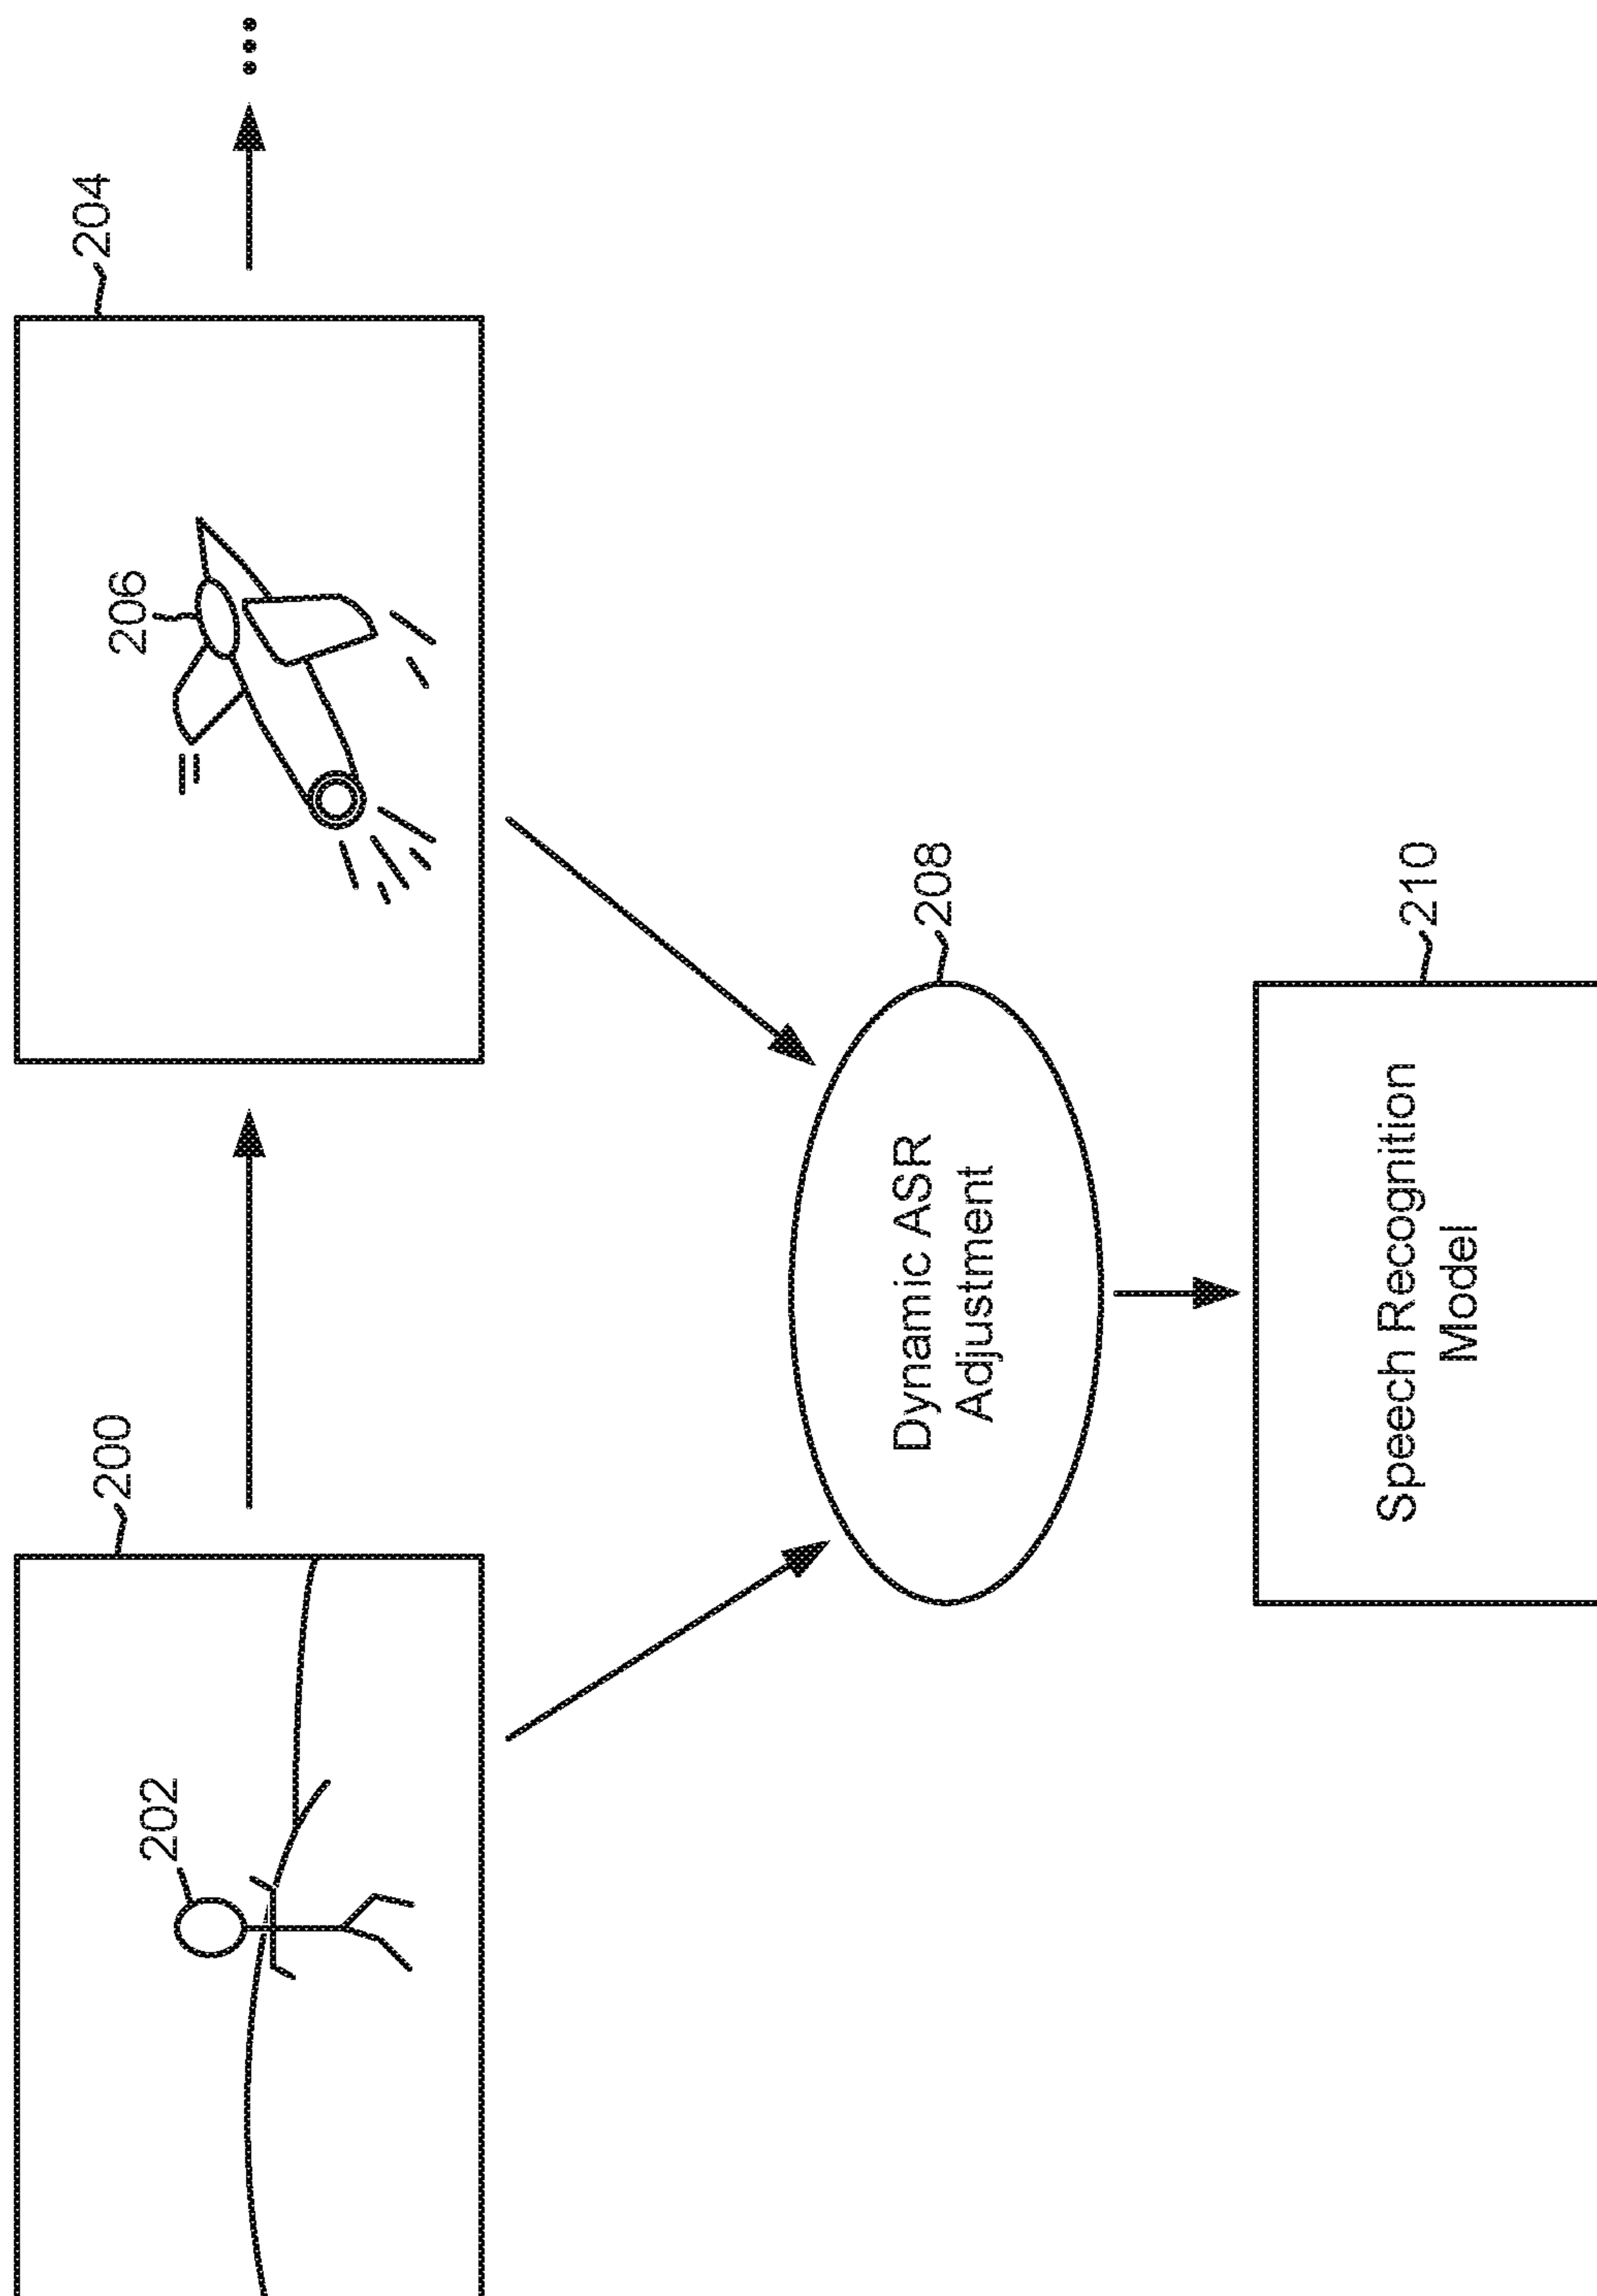 200
204
202
206
Dynamic ASR
Adjustment
208
Speech Recognition
Model
210